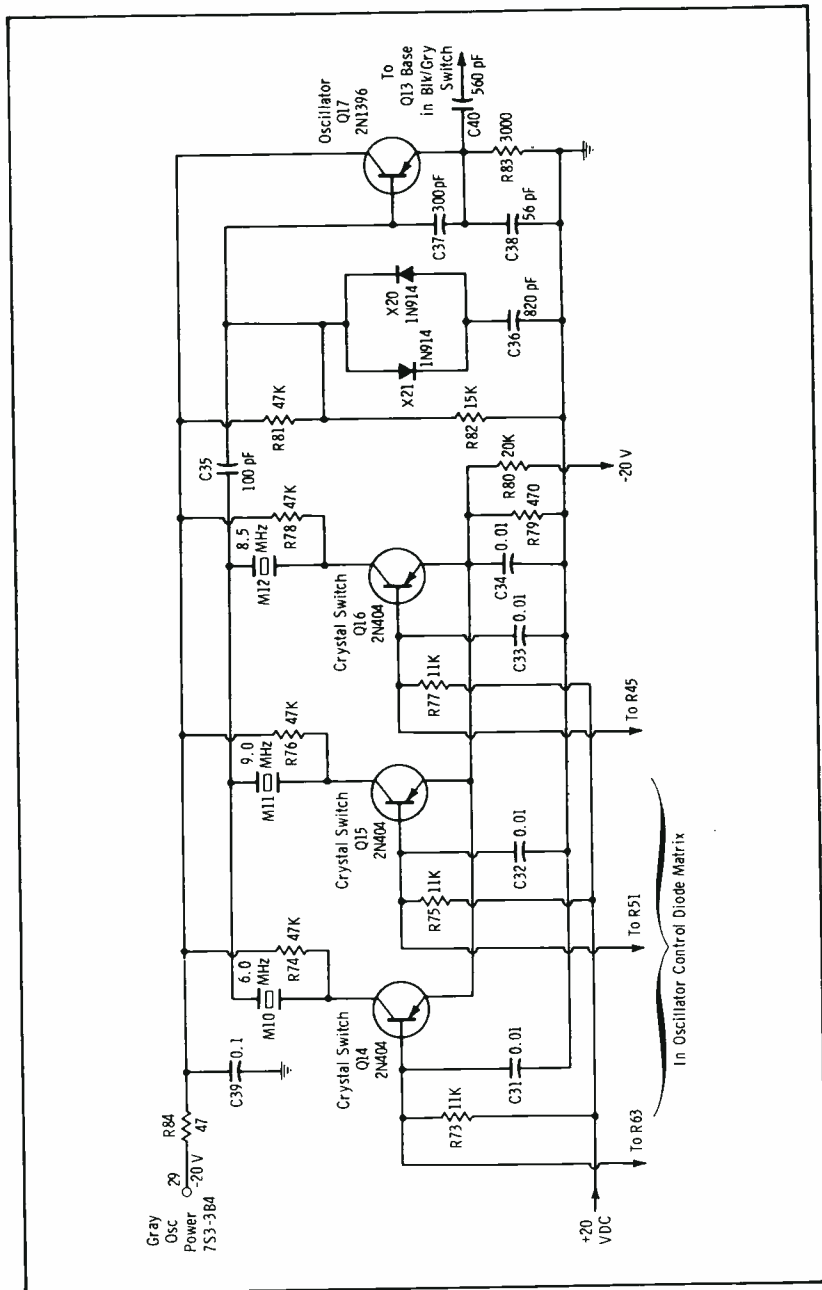 Gray
Osc
Power
7S3-3B4
29
-20 V
R84
47
C39
0.1
M10
6.0
MHz
R74
47K
Crystal Switch
Q14
2N404
R73
11K
C31
0.01
To R63
+20
VDC
M11
9.0
MHz
R76
47K
Crystal Switch
Q15
2N404
R75
11K
C32
0.01
To R51
In Oscillator Control Diode Matrix
M12
8.5
MHz
R78
47K
Crystal Switch
Q16
2N404
R77
11K
C33
0.01
To R45
C34
0.01
R79
470
R80
20K
-20 V
C35
100 pF
R81
47K
R82
15K
X21
1N914
X20
1N914
C36
820 pF
Oscillator
Q17
2N1396
C37
300pF
C38
56 pF
R83
3000
C40
560 pF
To
Q13 Base
in Blk/Gry
Switch